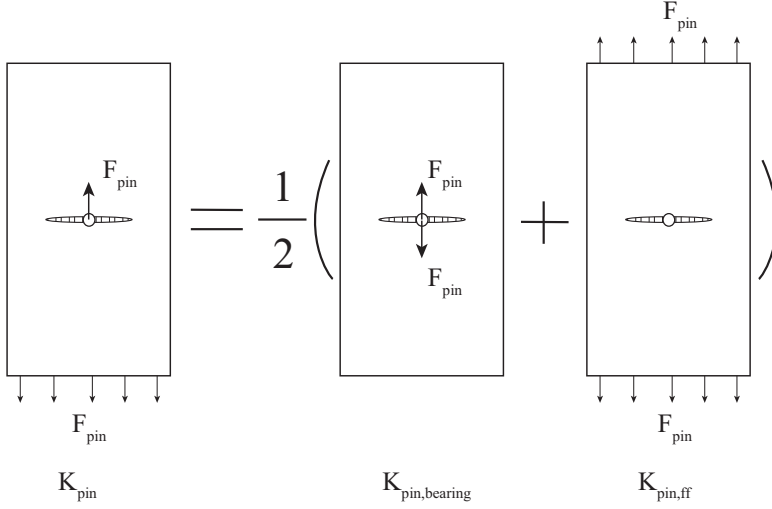 F_pin
F_pin
F_pin
=
1
2
(
F_pin
F_pin
+
)
F_pin
F_pin
K_pin
K_pin,bearing
K_pin,ff